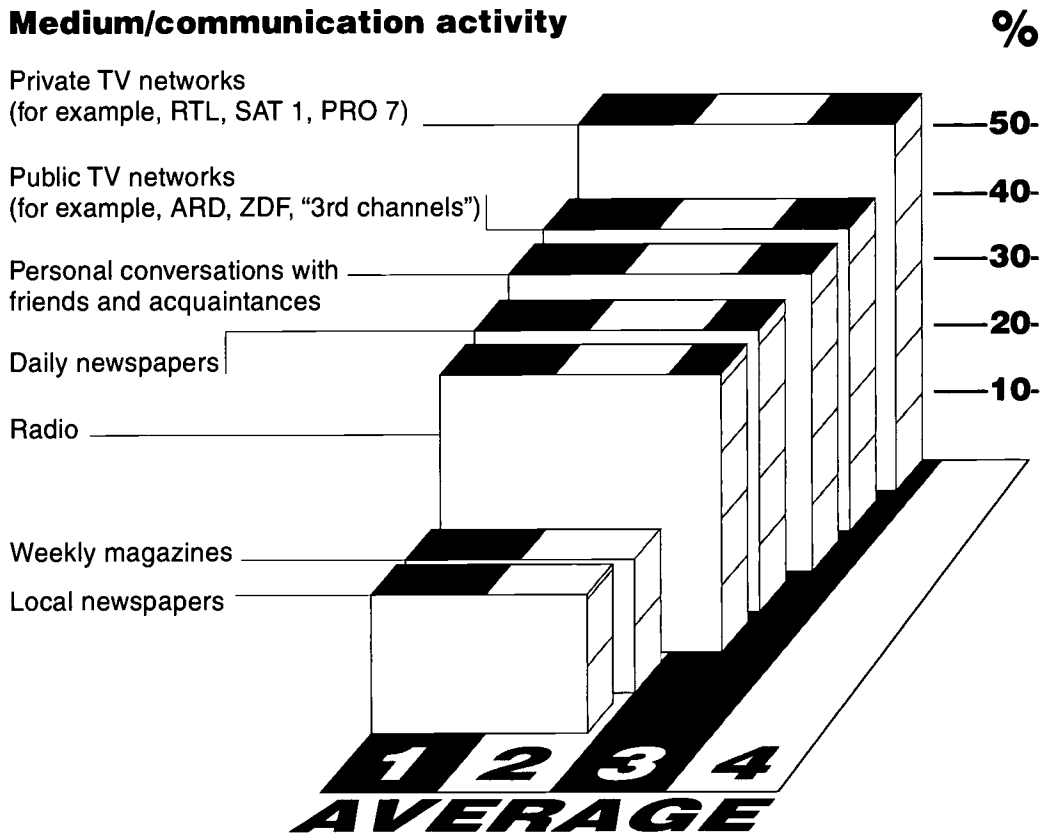 Medium/communication activity %
Private TV networks
(for example, RTL, SAT 1, PRO 7)
50-
Public TV networks
(for example, ARD, ZDF, “3rd channels”)
40-
Personal conversations with
friends and acquaintances
30-
20-
Daily newspapers
10-
Radio
Weekly magazines
Local newspapers
1 2 3 4
AVERAGE